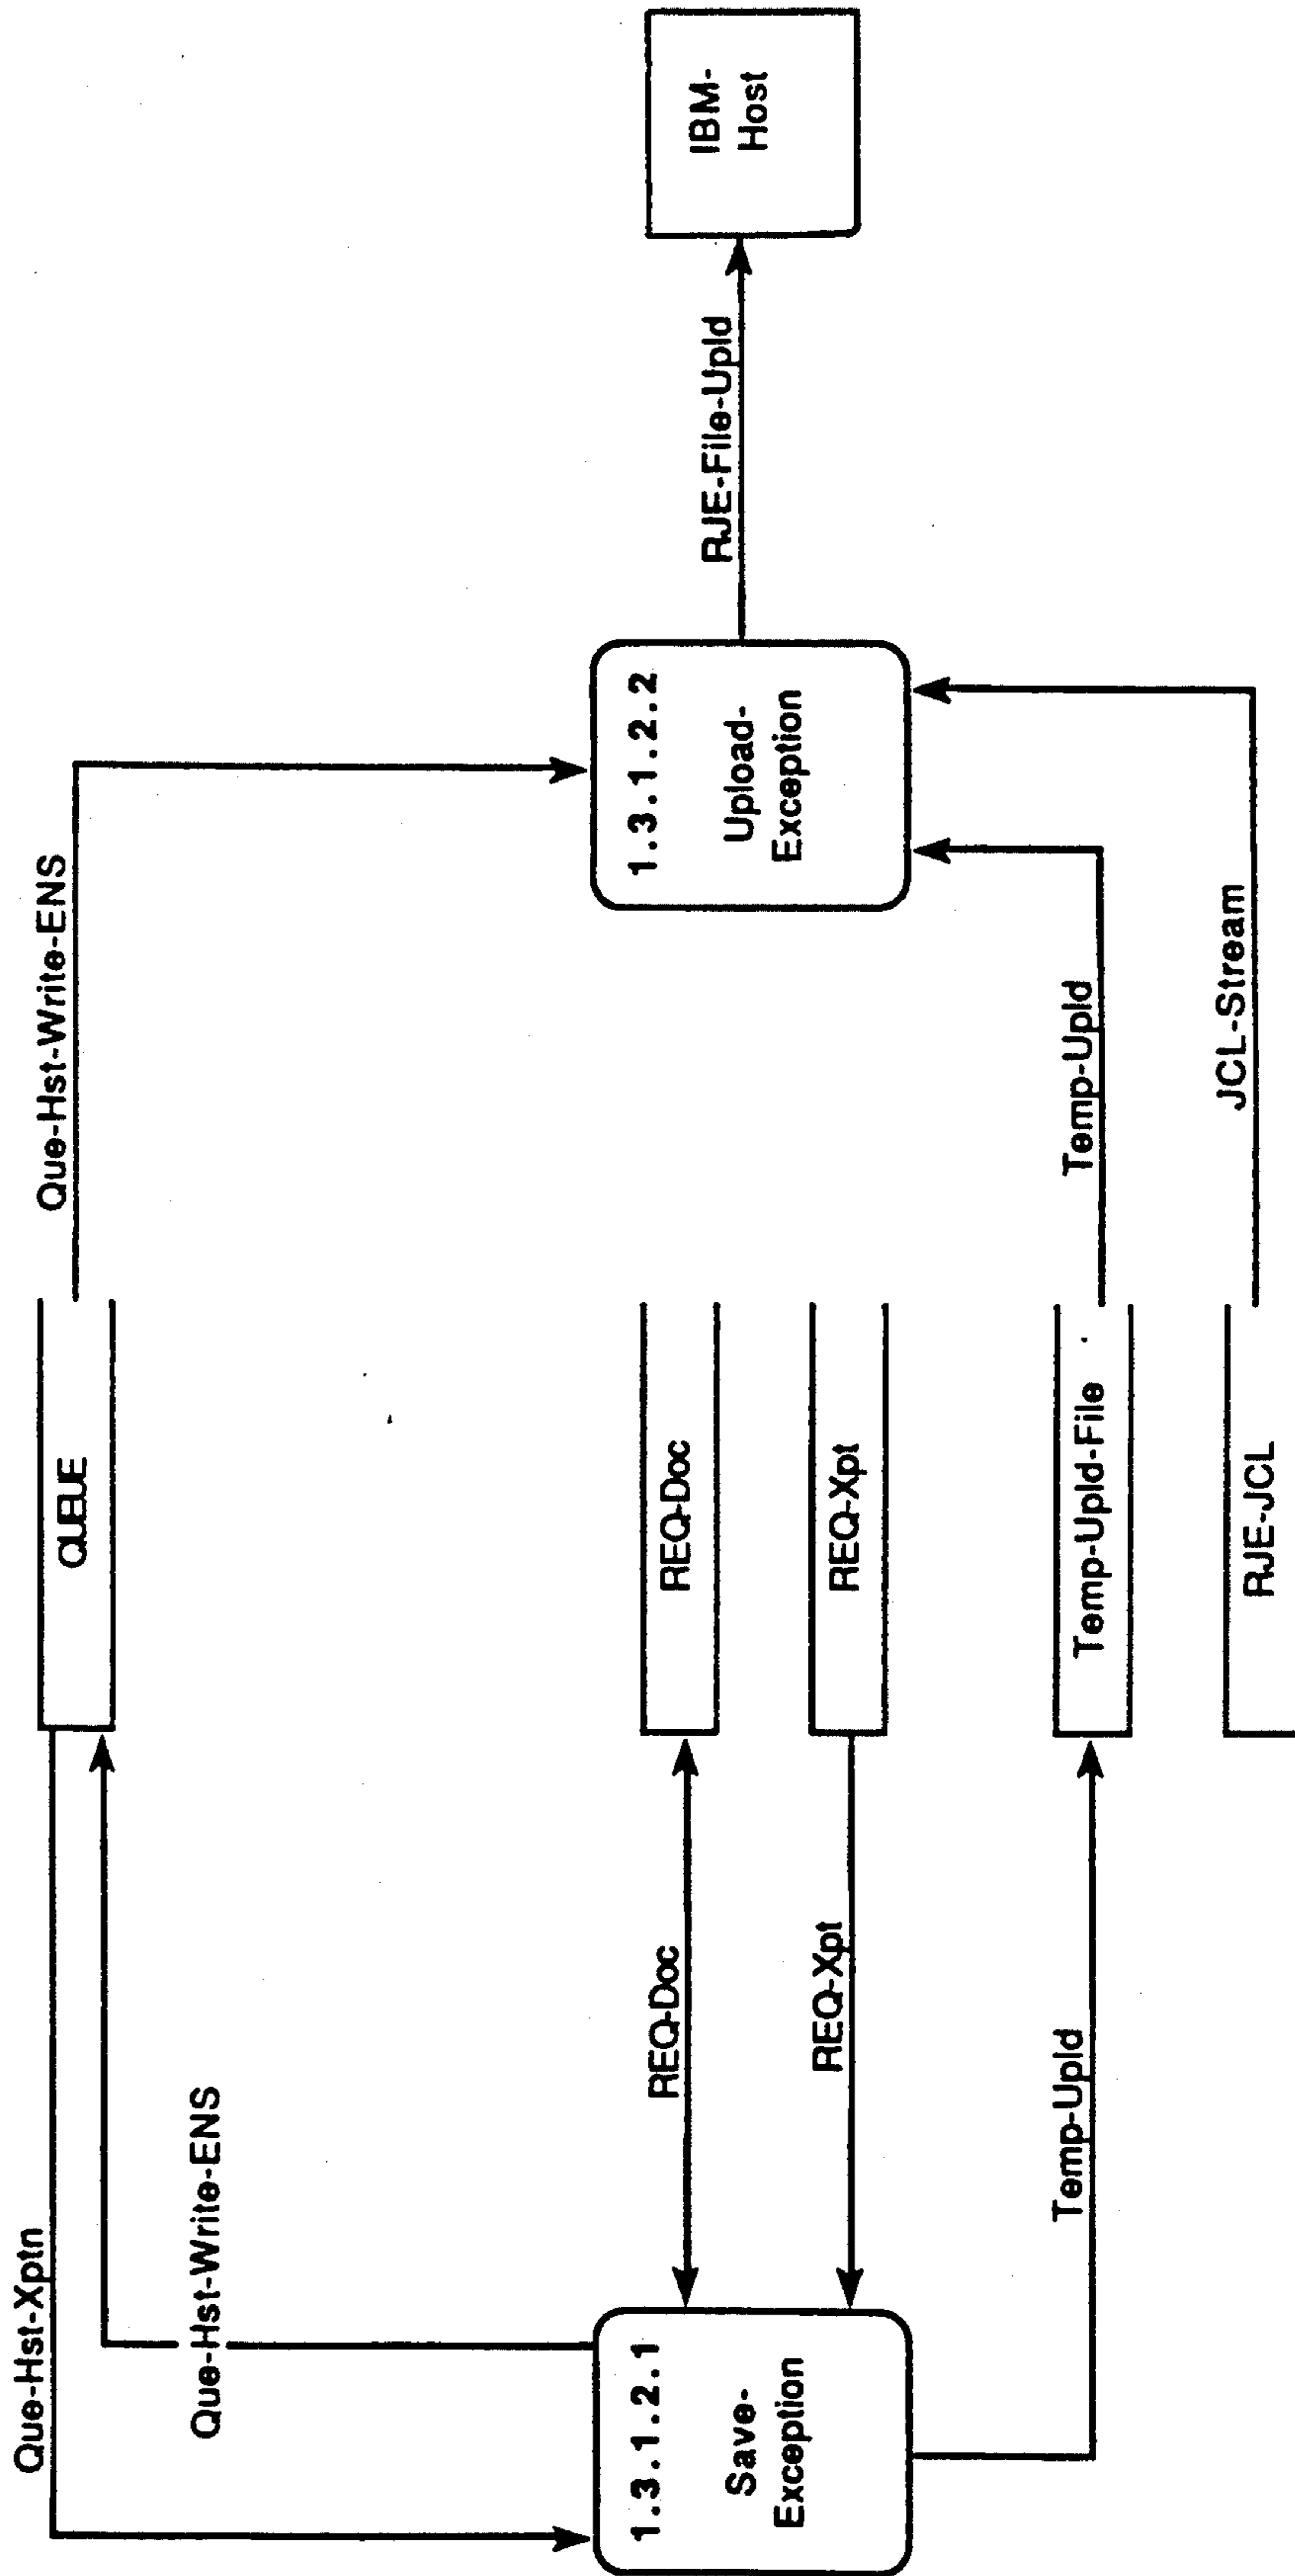 Que-Hst-Xptn
Que-Hst-Write-ENS
QUEUE
Que-Hst-Write-ENS
1.3.1.2.1
Save-
Exception
REQ-Doc
REQ-Doc
REQ-Xpt
REQ-Xpt
Temp-Upld
Temp-Upld-File
Temp-Upld
RJE-JCL
JCL-Stream
1.3.1.2.2
Upload-
Exception
RJE-File-Upld
IBM-
Host